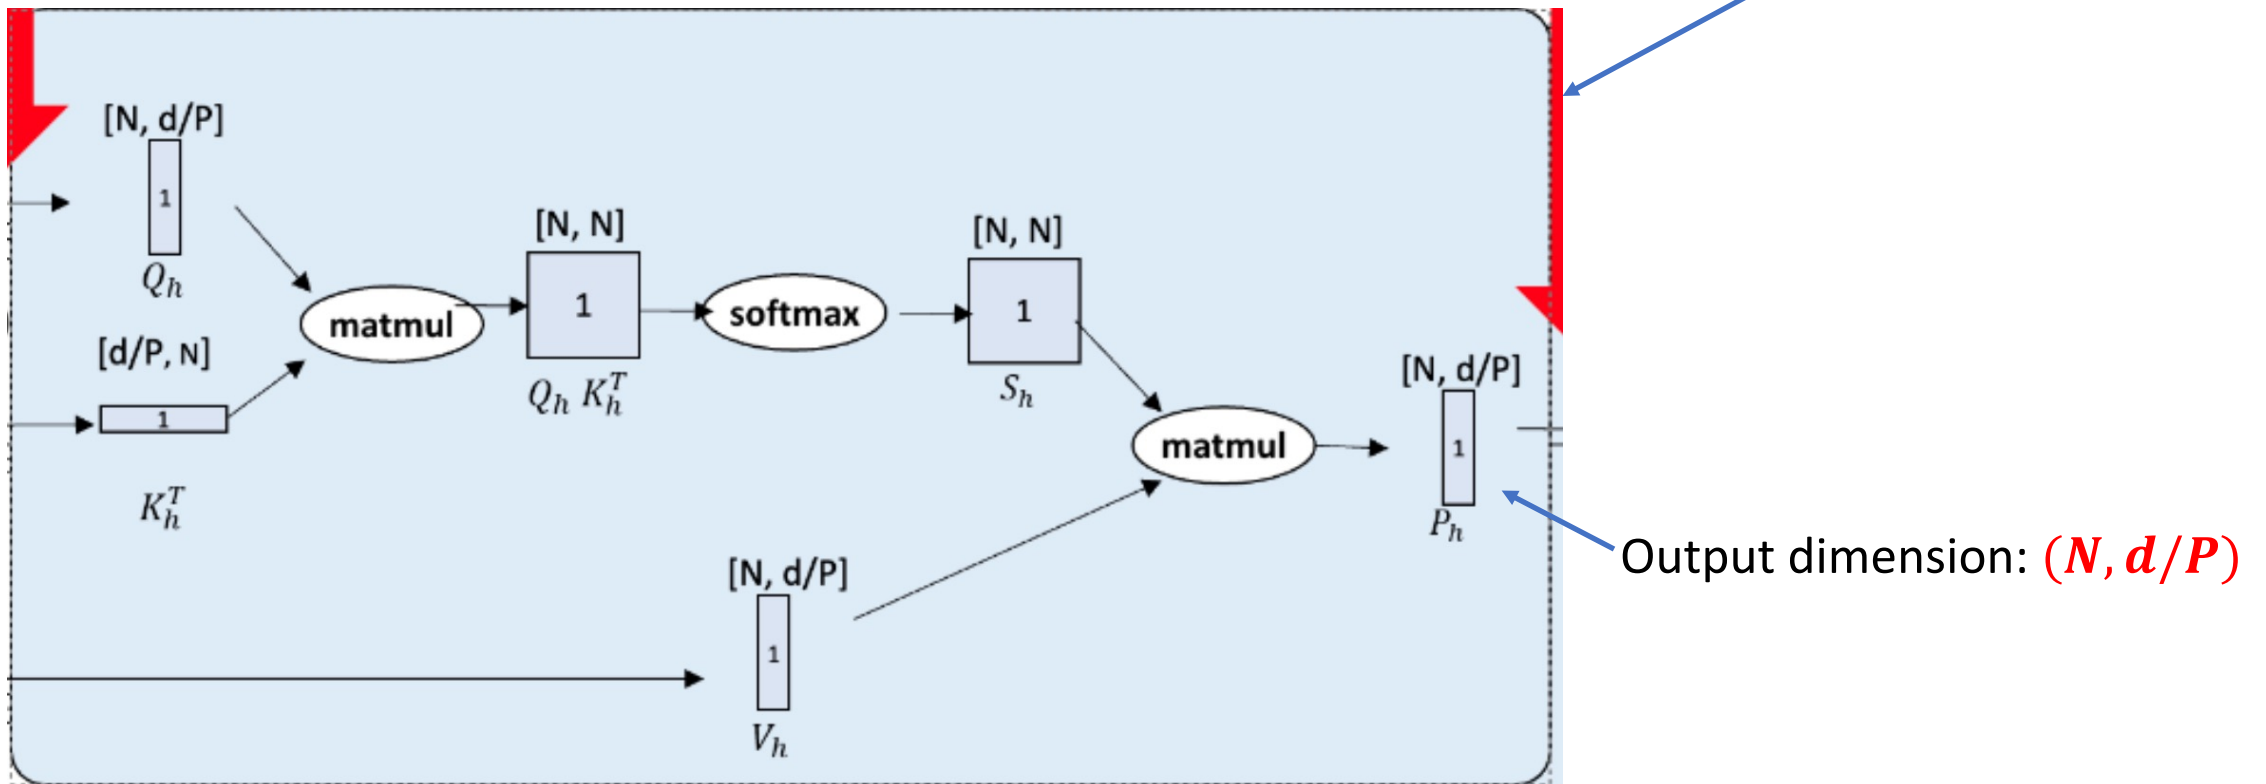 [N, d/P]
1
Q_h
[d/P, N]
1
K_h^T
matmul
[N, N]
1
Q_h K_h^T
softmax
[N, N]
1
S_h
[N, d/P]
1
V_h
matmul
[N, d/P]
1
P_h
Output dimension: (N, d/P)